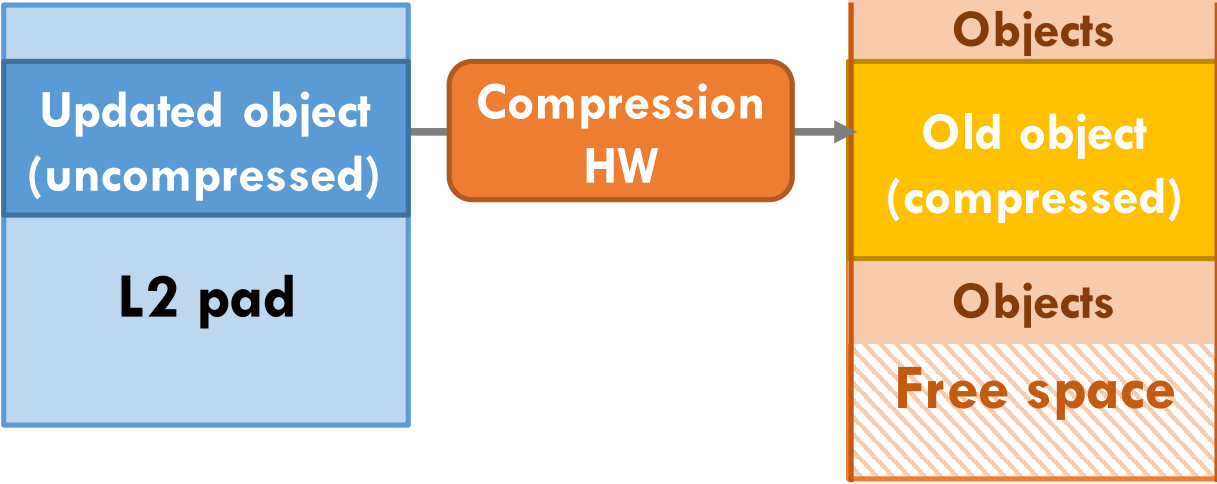 Updated object
(uncompressed)
L2 pad
Compression
HW
Objects
Old object
(compressed)
Objects
Free space